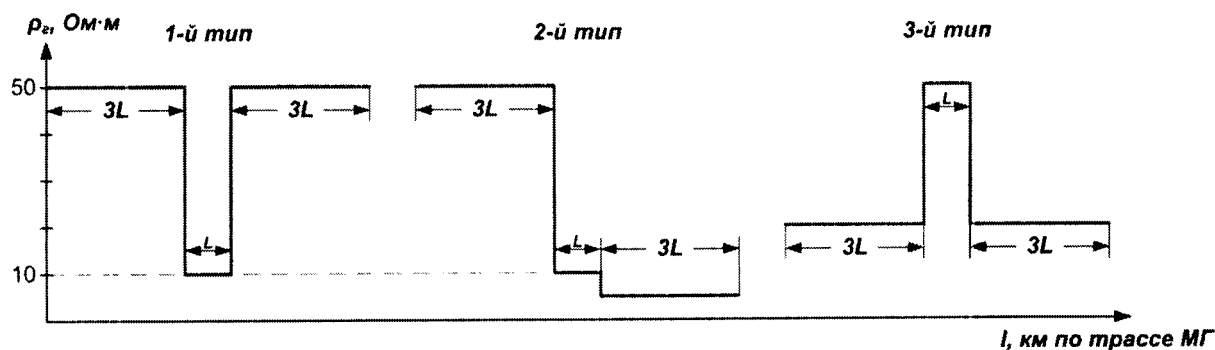 ρг, Ом·м
1-й тип
2-й тип
3-й тип
50
3L
3L
3L
L
L
L
3L
3L
3L
10
l, км по трассе МГ